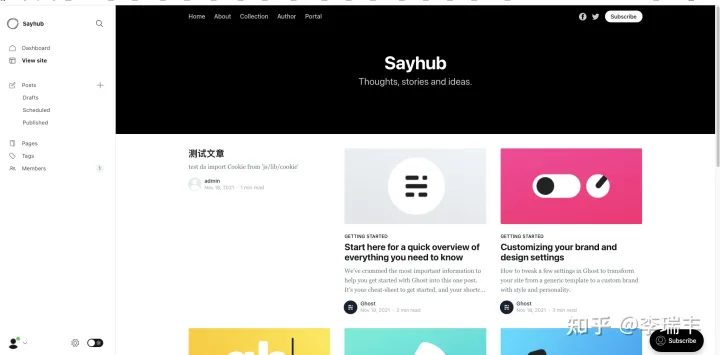 Sayhub
Dashboard
View site
Posts
Drafts
Scheduled
Published
Pages
Tags
Members
1
Home About Collection Author Portal
Subscribe
Sayhub
Thoughts, stories and ideas.
测试文章
test da import Cookie from 'js/lib/cookie'
admin
Nov 19, 2021 · 1 min read
GETTING STARTED
Start here for a quick overview of
everything you need to know
We've crammed the most important information to
help you get started with Ghost into this one post.
It's your cheat-sheet to get started, and your shortc...
Ghost
Nov 19, 2021 · 2 min read
GETTING STARTED
Customizing your brand and
design settings
How to tweak a few settings in Ghost to transform
your site from a generic template to a custom brand
with style and personality.
Ghost
Nov 19, 2021 · min read
知乎 @李瑞丰
Subscribe